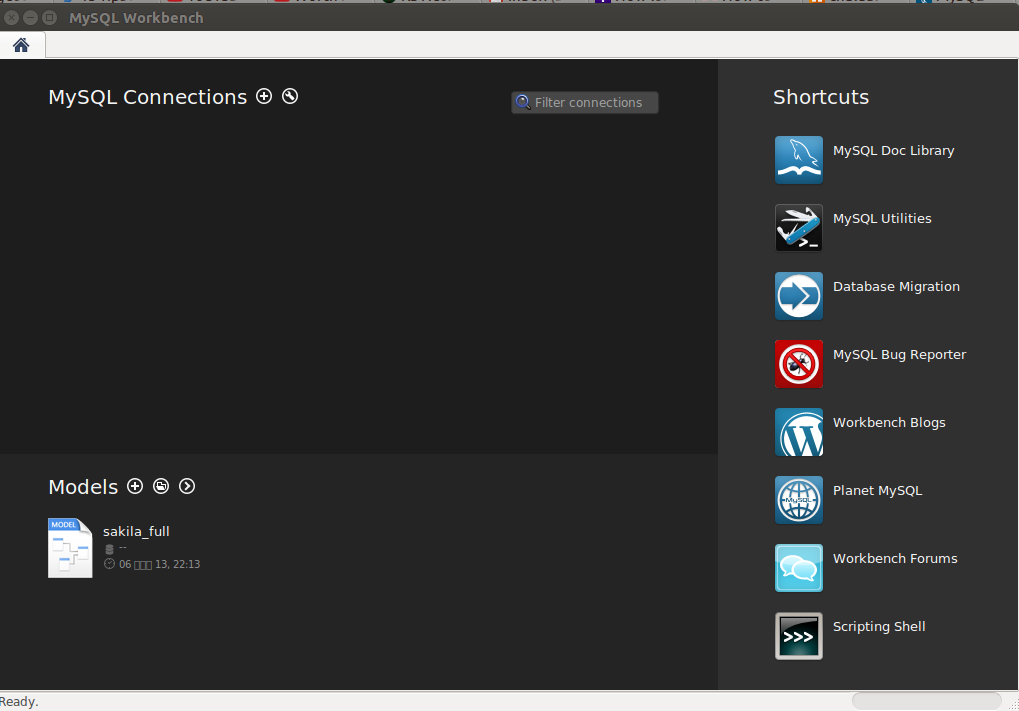 MySQL Workbench
MySQL Connections
Filter connections
Shortcuts
MySQL Doc Library
MySQL Utilities
Database Migration
MySQL Bug Reporter
Workbench Blogs
Planet MySQL
MySQL
Workbench Forums
Scripting Shell
>>>
Models
MODEL
sakila_full
--
06 □□□ 13, 22:13
Ready.